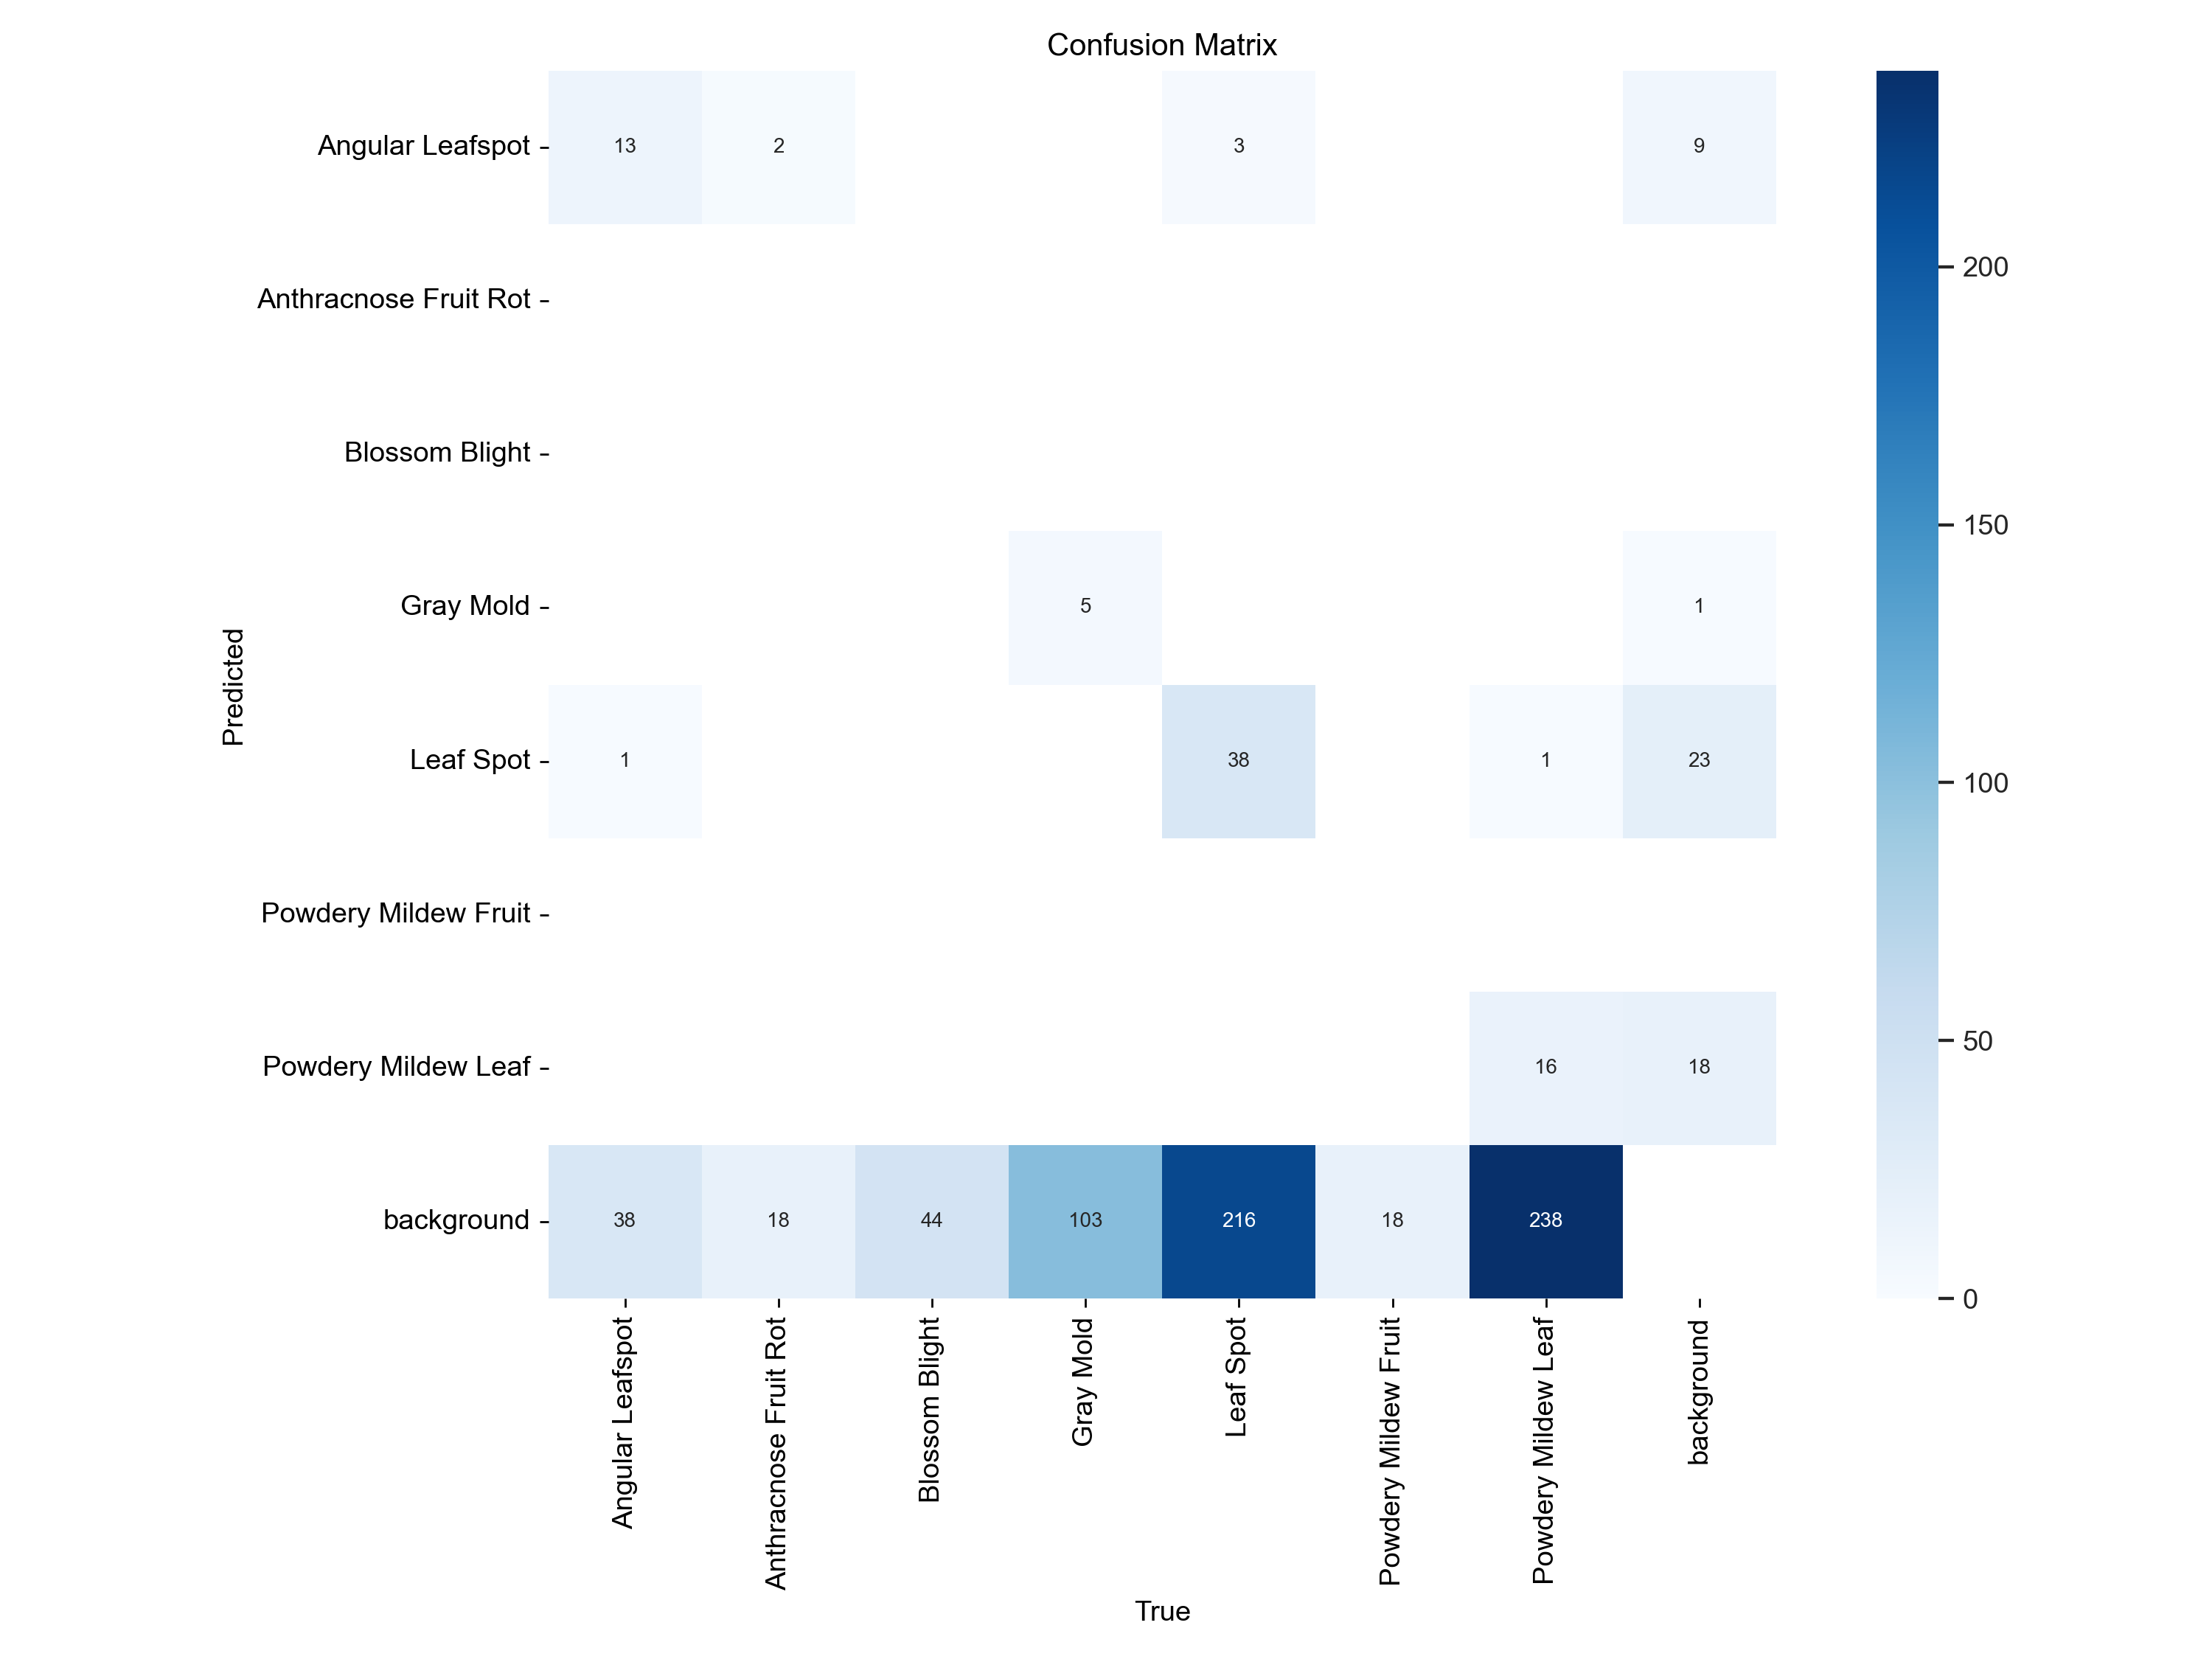 Confusion Matrix
Angular Leafspot 13 2 3 9
Anthracnose Fruit Rot
Blossom Blight
Gray Mold 5 1
Leaf Spot 1 38 1 23
Powdery Mildew Fruit
Powdery Mildew Leaf 16 18
background 38 18 44 103 216 18 238
Predicted
Angular Leafspot
Anthracnose Fruit Rot
Blossom Blight
Gray Mold
Leaf Spot
Powdery Mildew Fruit
Powdery Mildew Leaf
background
True
200
150
100
50
0